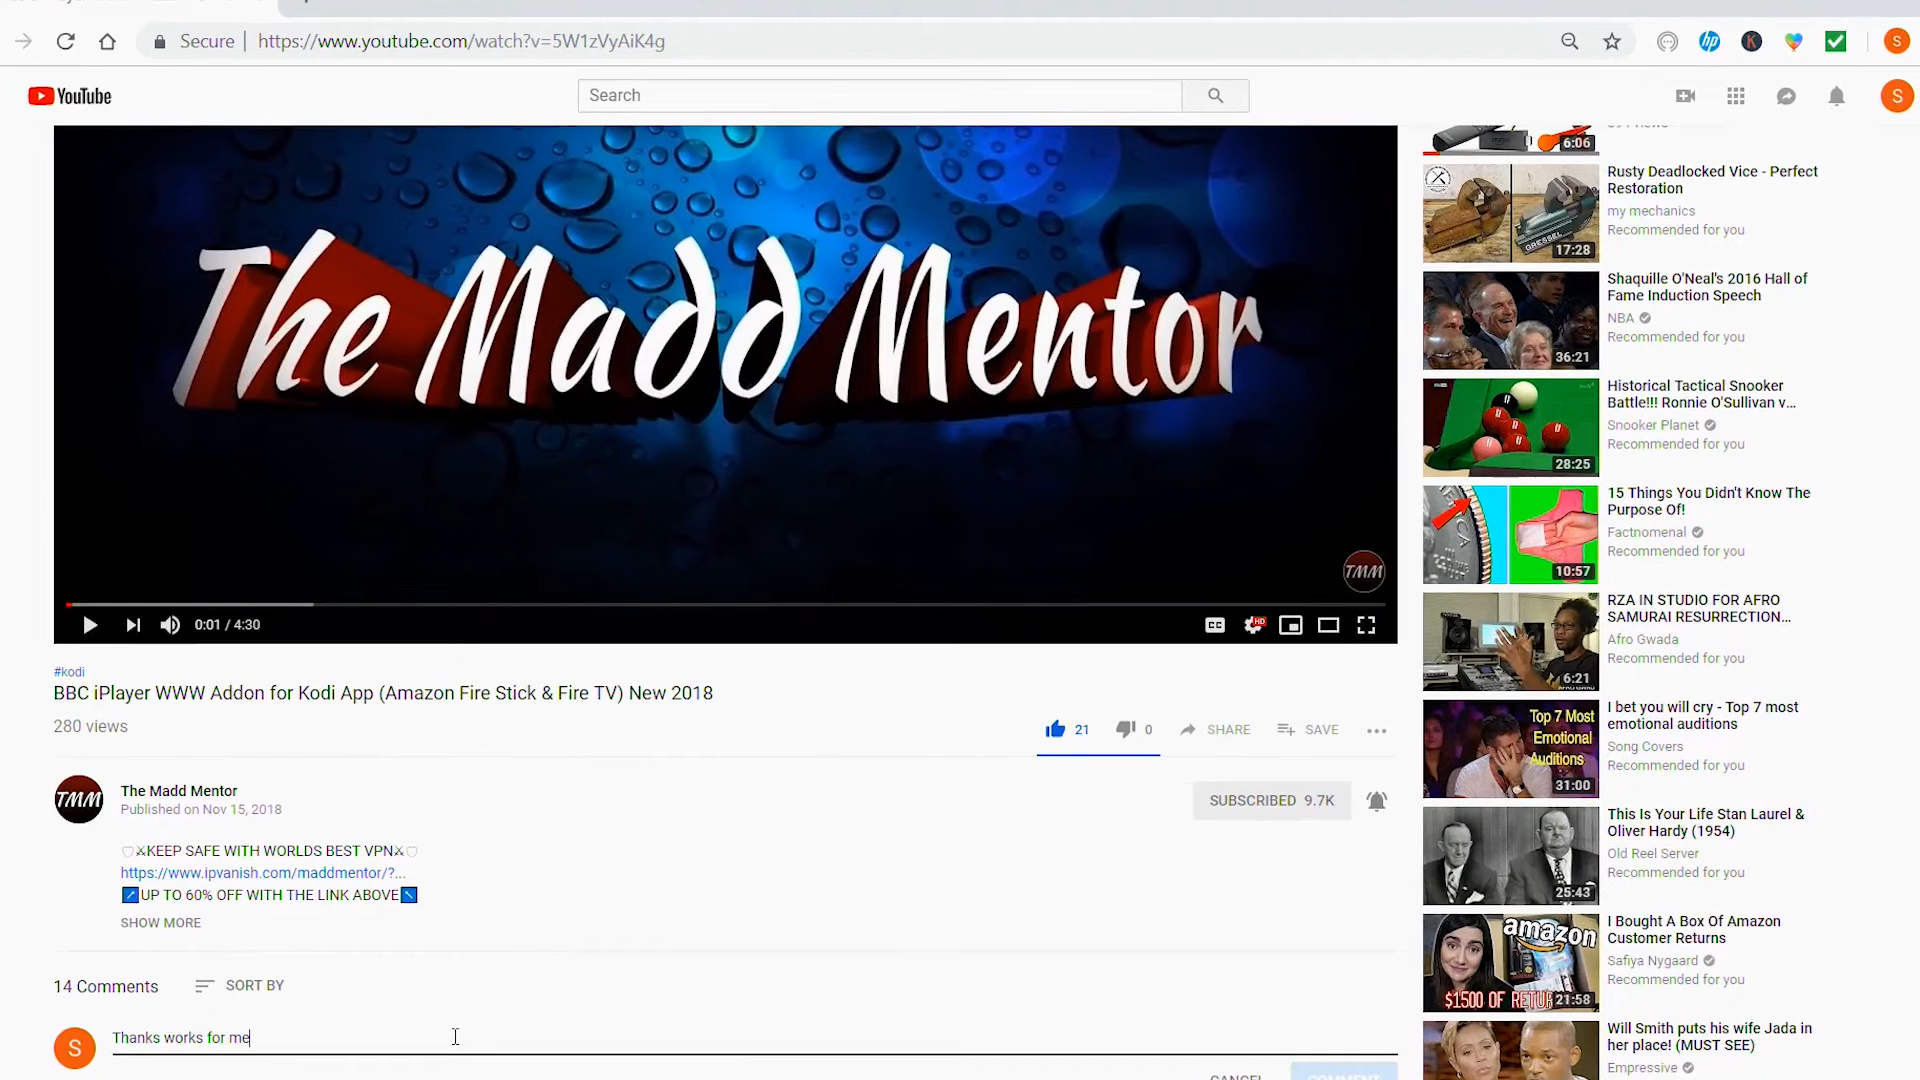 Secure
https://www.youtube.com/watch?v=5W1zVyAiK4g
hp
K
S
YouTube
Search
S
The Madd Mentor
TMM
0:01 / 4:30
CC
HD
#kodi
BBC iPlayer WWW Addon for Kodi App (Amazon Fire Stick & Fire TV) New 2018
280 views
21
0
SHARE
SAVE
TMM
The Madd Mentor
Published on Nov 15, 2018
SUBSCRIBED 9.7K
KEEP SAFE WITH WORLDS BEST VPN
https://www.ipvanish.com/maddmentor/?...
UP TO 60% OFF WITH THE LINK ABOVE
SHOW MORE
14 Comments
SORT BY
S
Thanks works for me
6:06
Rusty Deadlocked Vice - Perfect
Restoration
my mechanics
Recommended for you
GRESSEL
17:28
Shaquille O'Neal's 2016 Hall of
Fame Induction Speech
NBA
Recommended for you
36:21
Historical Tactical Snooker
Battle!!! Ronnie O'Sullivan v...
Snooker Planet
Recommended for you
28:25
15 Things You Didn't Know The
Purpose Of!
Factnomenal
Recommended for you
10:57
RZA IN STUDIO FOR AFRO
SAMURAI RESURRECTION...
Afro Gwada
Recommended for you
6:21
I bet you will cry - Top 7 most
emotional auditions
Song Covers
Recommended for you
Top 7 Most
Emotional
Auditions
31:00
This Is Your Life Stan Laurel &
Oliver Hardy (1954)
Old Reel Server
Recommended for you
25:43
I Bought A Box Of Amazon
Customer Returns
Safiya Nygaard
Recommended for you
amazon
$1500 OF
21:58
Will Smith puts his wife Jada in
her place! (MUST SEE)
Empressive